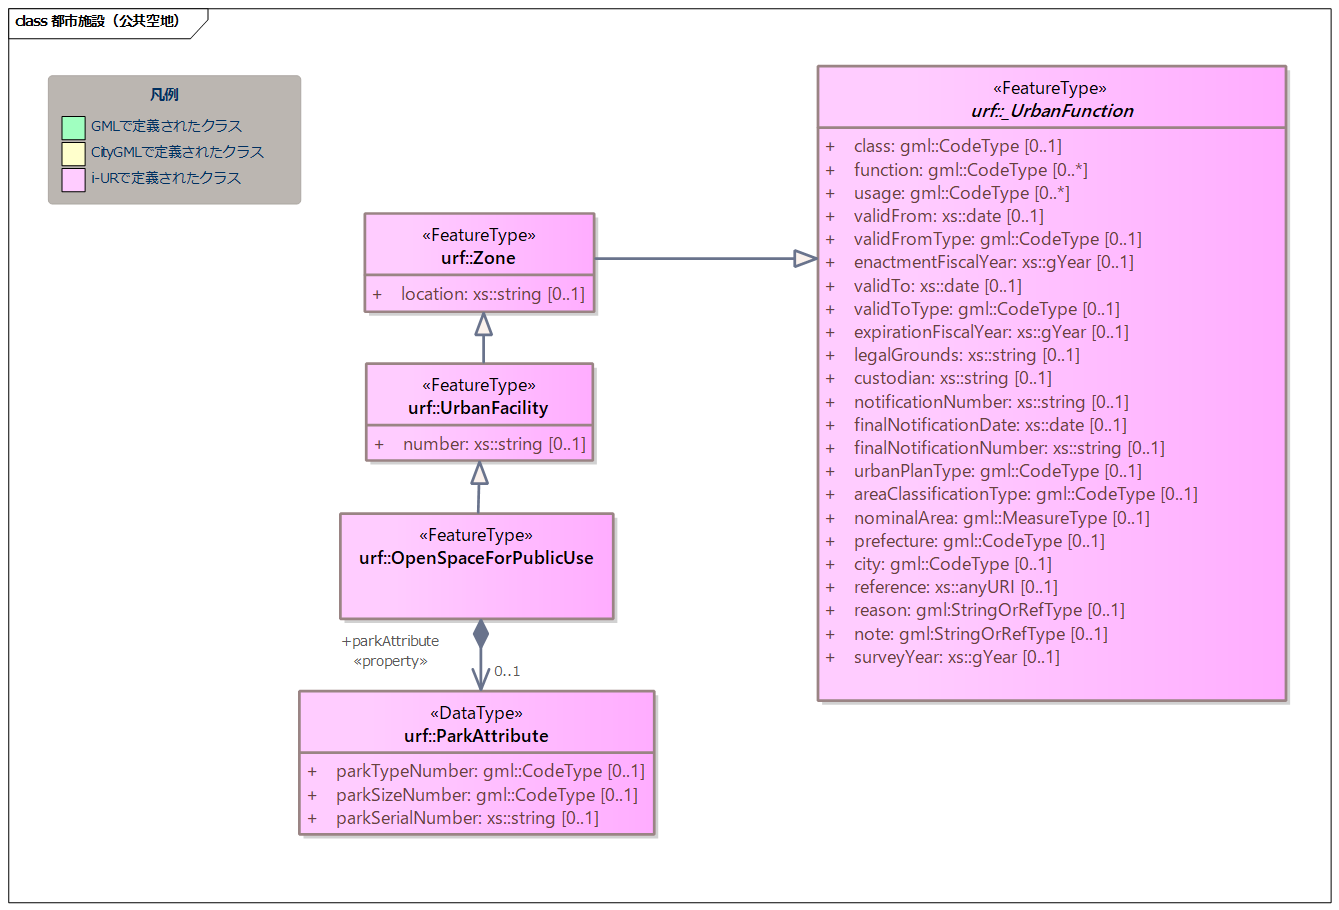 class 都市施設（公共空地）
凡例
GMLで定義されたクラス
CityGMLで定義されたクラス
i-URで定義されたクラス
«FeatureType»
urf::_UrbanFunction
+ class: gml::CodeType [0..1]
+ function: gml::CodeType [0..*]
+ usage: gml::CodeType [0..*]
+ validFrom: xs::date [0..1]
+ validFromType: gml::CodeType [0..1]
+ enactmentFiscalYear: xs::gYear [0..1]
+ validTo: xs::date [0..1]
+ validToType: gml::CodeType [0..1]
+ expirationFiscalYear: xs::gYear [0..1]
+ legalGrounds: xs::string [0..1]
+ custodian: xs::string [0..1]
+ notificationNumber: xs::string [0..1]
+ finalNotificationDate: xs::date [0..1]
+ finalNotificationNumber: xs::string [0..1]
+ urbanPlanType: gml::CodeType [0..1]
+ areaClassificationType: gml::CodeType [0..1]
+ nominalArea: gml::MeasureType [0..1]
+ prefecture: gml::CodeType [0..1]
+ city: gml::CodeType [0..1]
+ reference: xs::anyURI [0..1]
+ reason: gml:StringOrRefType [0..1]
+ note: gml:StringOrRefType [0..1]
+ surveyYear: xs::gYear [0..1]
«FeatureType»
urf::Zone
+ location: xs::string [0..1]
«FeatureType»
urf::UrbanFacility
+ number: xs::string [0..1]
«FeatureType»
urf::OpenSpaceForPublicUse
+parkAttribute
«property»
0..1
«DataType»
urf::ParkAttribute
+ parkTypeNumber: gml::CodeType [0..1]
+ parkSizeNumber: gml::CodeType [0..1]
+ parkSerialNumber: xs::string [0..1]